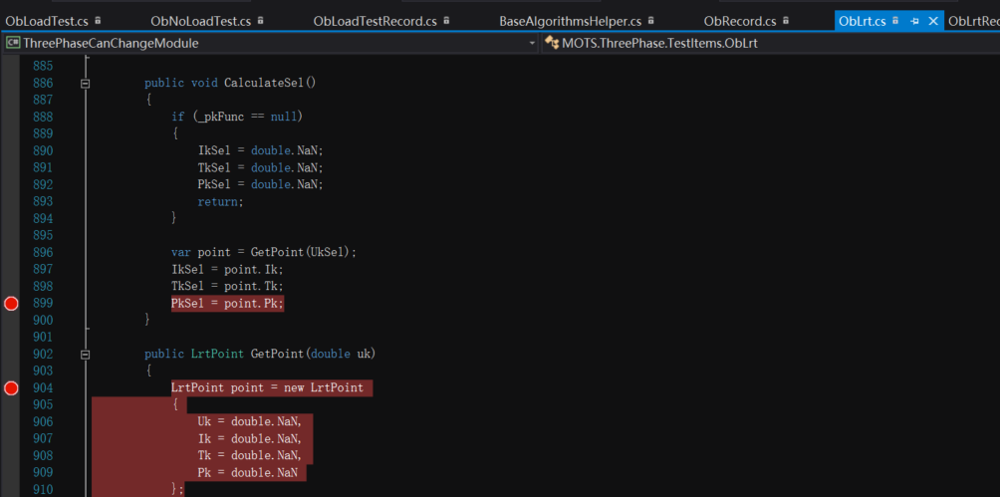 ObLoadTest.cs ObNoLoadTest.cs ObLoadTestRecord.cs BaseAlgorithmsHelper.cs ObRecord.cs ObLrt.cs ObLrtRec
C# ThreePhaseCanChangeModule MOTS.ThreePhase.TestItems.ObLrt
885
886 public void CalculateSel()
887 {
888 if (_pkFunc == null)
889 {
890 IkSel = double.NaN;
891 TkSel = double.NaN;
892 PkSel = double.NaN;
893 return;
894 }
895
896 var point = GetPoint(UkSel);
897 IkSel = point.Ik;
898 TkSel = point.Tk;
899 PkSel = point.Pk;
900 }
901
902 public LrtPoint GetPoint(double uk)
903 {
904 LrtPoint point = new LrtPoint
905 {
906 Uk = double.NaN,
907 Ik = double.NaN,
908 Tk = double.NaN,
909 Pk = double.NaN
910 };